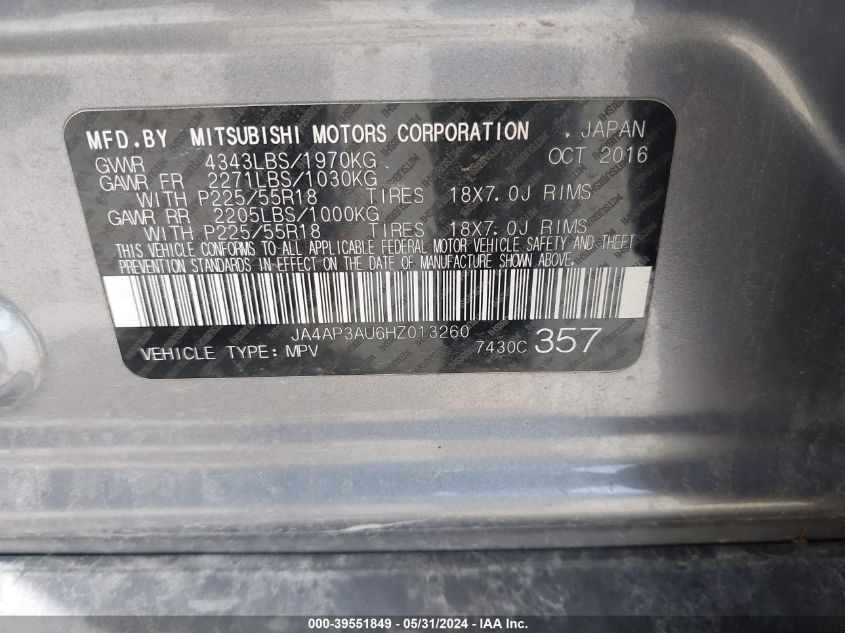 MFD.BY MITSUBISHI MOTORS CORPORATION , JAPAN
GVWR 4343LBS/1970KG OCT 2016
GAWR FR 2271LBS/1030KG
WITH P225/55R18 TIRES 18X7.0J RIMS
GAWR RR 2205LBS/1000KG
WITH P225/55R18 TIRES 18X7.0J RIMS
THIS VEHICLE CONFORMS TO ALL APPLICABLE FEDERAL MOTOR VEHICLE SAFETY AND THEFT
PREVENTION STANDARDS IN EFFECT ON THE DATE OF MANUFACTURE SHOWN ABOVE.
JA4AP3AU6HZ013260
VEHICLE TYPE: MPV 7430C 357
000-39551849 - 05/31/2024 - IAA Inc.